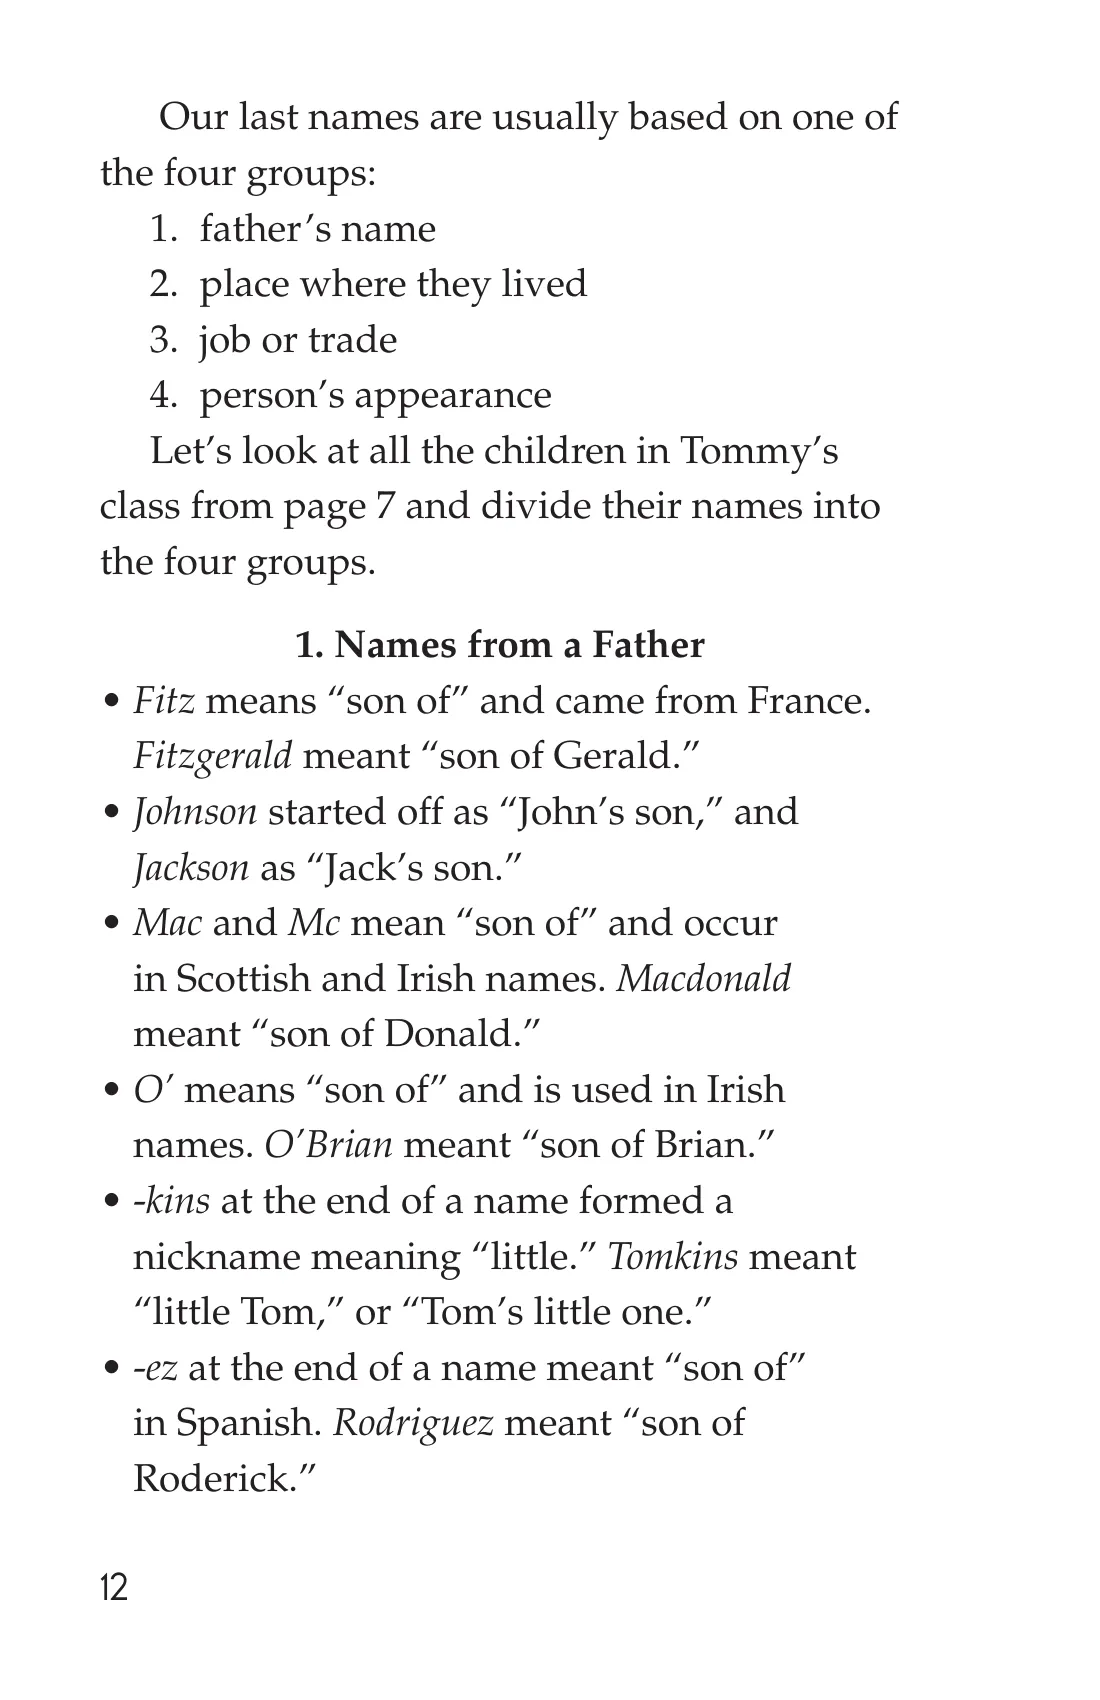 Our last names are usually based on one of
the four groups:
1. father’s name
2. place where they lived
3. job or trade
4. person’s appearance
Let’s look at all the children in Tommy’s
class from page 7 and divide their names into
the four groups.
1. Names from a Father
• Fitz means “son of” and came from France.
Fitzgerald meant “son of Gerald.”
• Johnson started off as “John’s son,” and
Jackson as “Jack’s son.”
• Mac and Mc mean “son of” and occur
in Scottish and Irish names. Macdonald
meant “son of Donald.”
• O’ means “son of” and is used in Irish
names. O’Brian meant “son of Brian.”
• -kins at the end of a name formed a
nickname meaning “little.” Tomkins meant
“little Tom,” or “Tom’s little one.”
• -ez at the end of a name meant “son of”
in Spanish. Rodriguez meant “son of
Roderick.”
12